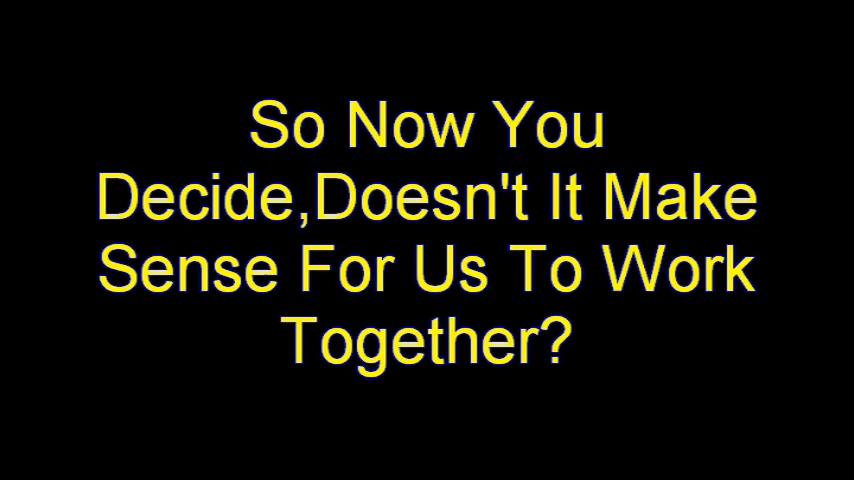 So Now You
Decide,Doesn't It Make
Sense For Us To Work
Together?